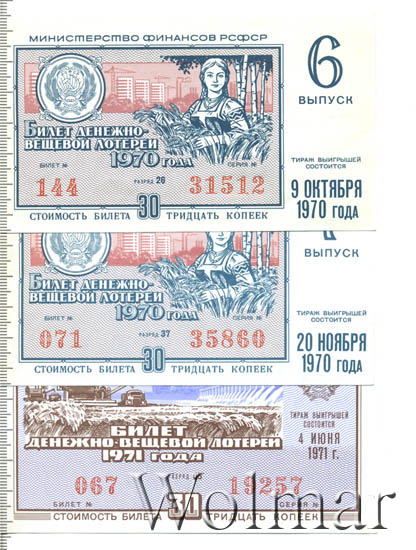 МИНИСТЕРСТВО ФИНАНСОВ РСФСР
6
ВЫПУСК
БИЛЕТ ДЕНЕЖНО-
ВЕЩЕВОЙ ЛОТЕРЕИ
1970 ГОДА
БИЛЕТ № РАЗРЯД 26 СЕРИЯ №
144 31512
СТОИМОСТЬ БИЛЕТА 30 ТРИДЦАТЬ КОПЕЕК
ТИРАЖ ВЫИГРЫШЕЙ
СОСТОИТСЯ
9 ОКТЯБРЯ
1970 ГОДА
ВЫПУСК
БИЛЕТ ДЕНЕЖНО-
ВЕЩЕВОЙ ЛОТЕРЕИ
1970 ГОДА
БИЛЕТ № РАЗРЯД 37 СЕРИЯ №
071 35860
СТОИМОСТЬ БИЛЕТА 30 ТРИДЦАТЬ КОПЕЕК
ТИРАЖ ВЫИГРЫШЕЙ
СОСТОИТСЯ
20 НОЯБРЯ
1970 ГОДА
БИЛЕТ
ДЕНЕЖНО-ВЕЩЕВОЙ ЛОТЕРЕИ
1971 ГОДА
РАЗРЯД
067 19257
БИЛЕТ № СЕРИЯ №
СТОИМОСТЬ БИЛЕТА 30 ТРИДЦАТЬ КОПЕЕК
ТИРАЖ ВЫИГРЫШЕЙ
СОСТОИТСЯ
4 ИЮНЯ
1971 г.
Wolmar